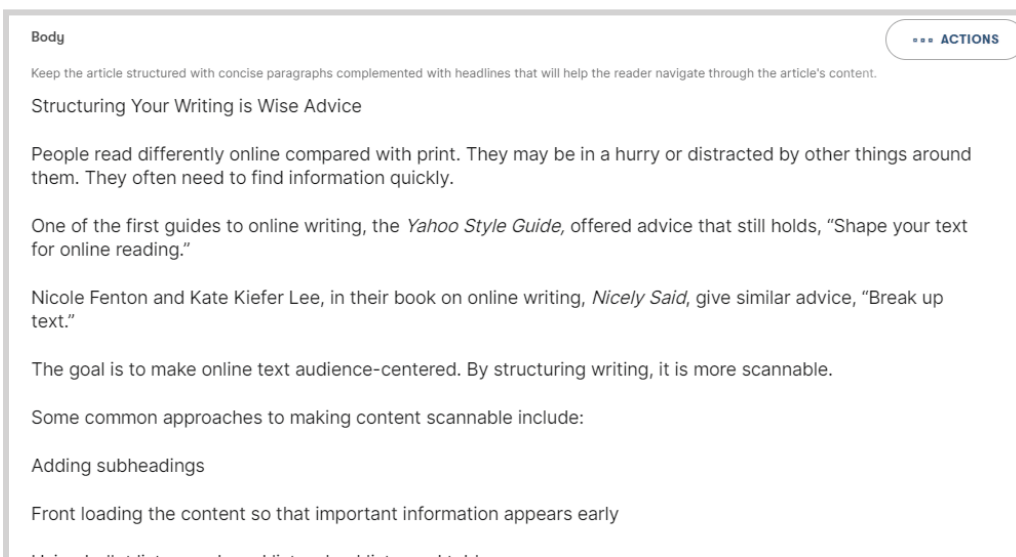 Body
ACTIONS
Keep the article structured with concise paragraphs complemented with headlines that will help the reader navigate through the article's content.
Structuring Your Writing is Wise Advice
People read differently online compared with print. They may be in a hurry or distracted by other things around
them. They often need to find information quickly.
One of the first guides to online writing, the Yahoo Style Guide, offered advice that still holds, “Shape your text
for online reading.”
Nicole Fenton and Kate Kiefer Lee, in their book on online writing, Nicely Said, give similar advice, “Break up
text.”
The goal is to make online text audience-centered. By structuring writing, it is more scannable.
Some common approaches to making content scannable include:
Adding subheadings
Front loading the content so that important information appears early